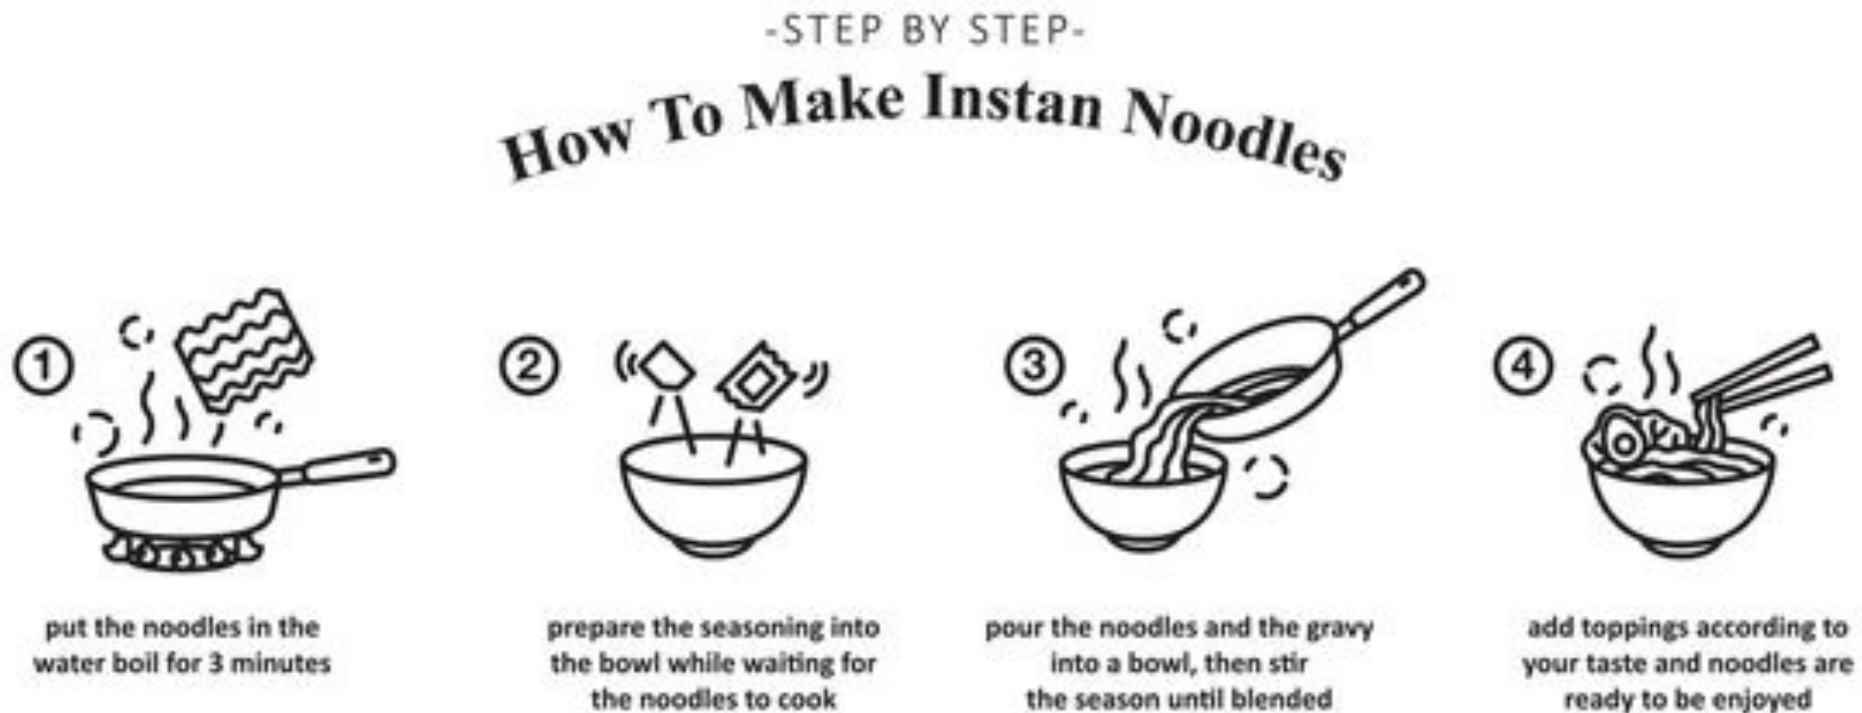 -STEP BY STEP-
How To Make Instan Noodles
1
put the noodles in the
water boil for 3 minutes
2
prepare the seasoning into
the bowl while waiting for
the noodles to cook
3
pour the noodles and the gravy
into a bowl, then stir
the season until blended
4
add toppings according to
your taste and noodles are
ready to be enjoyed